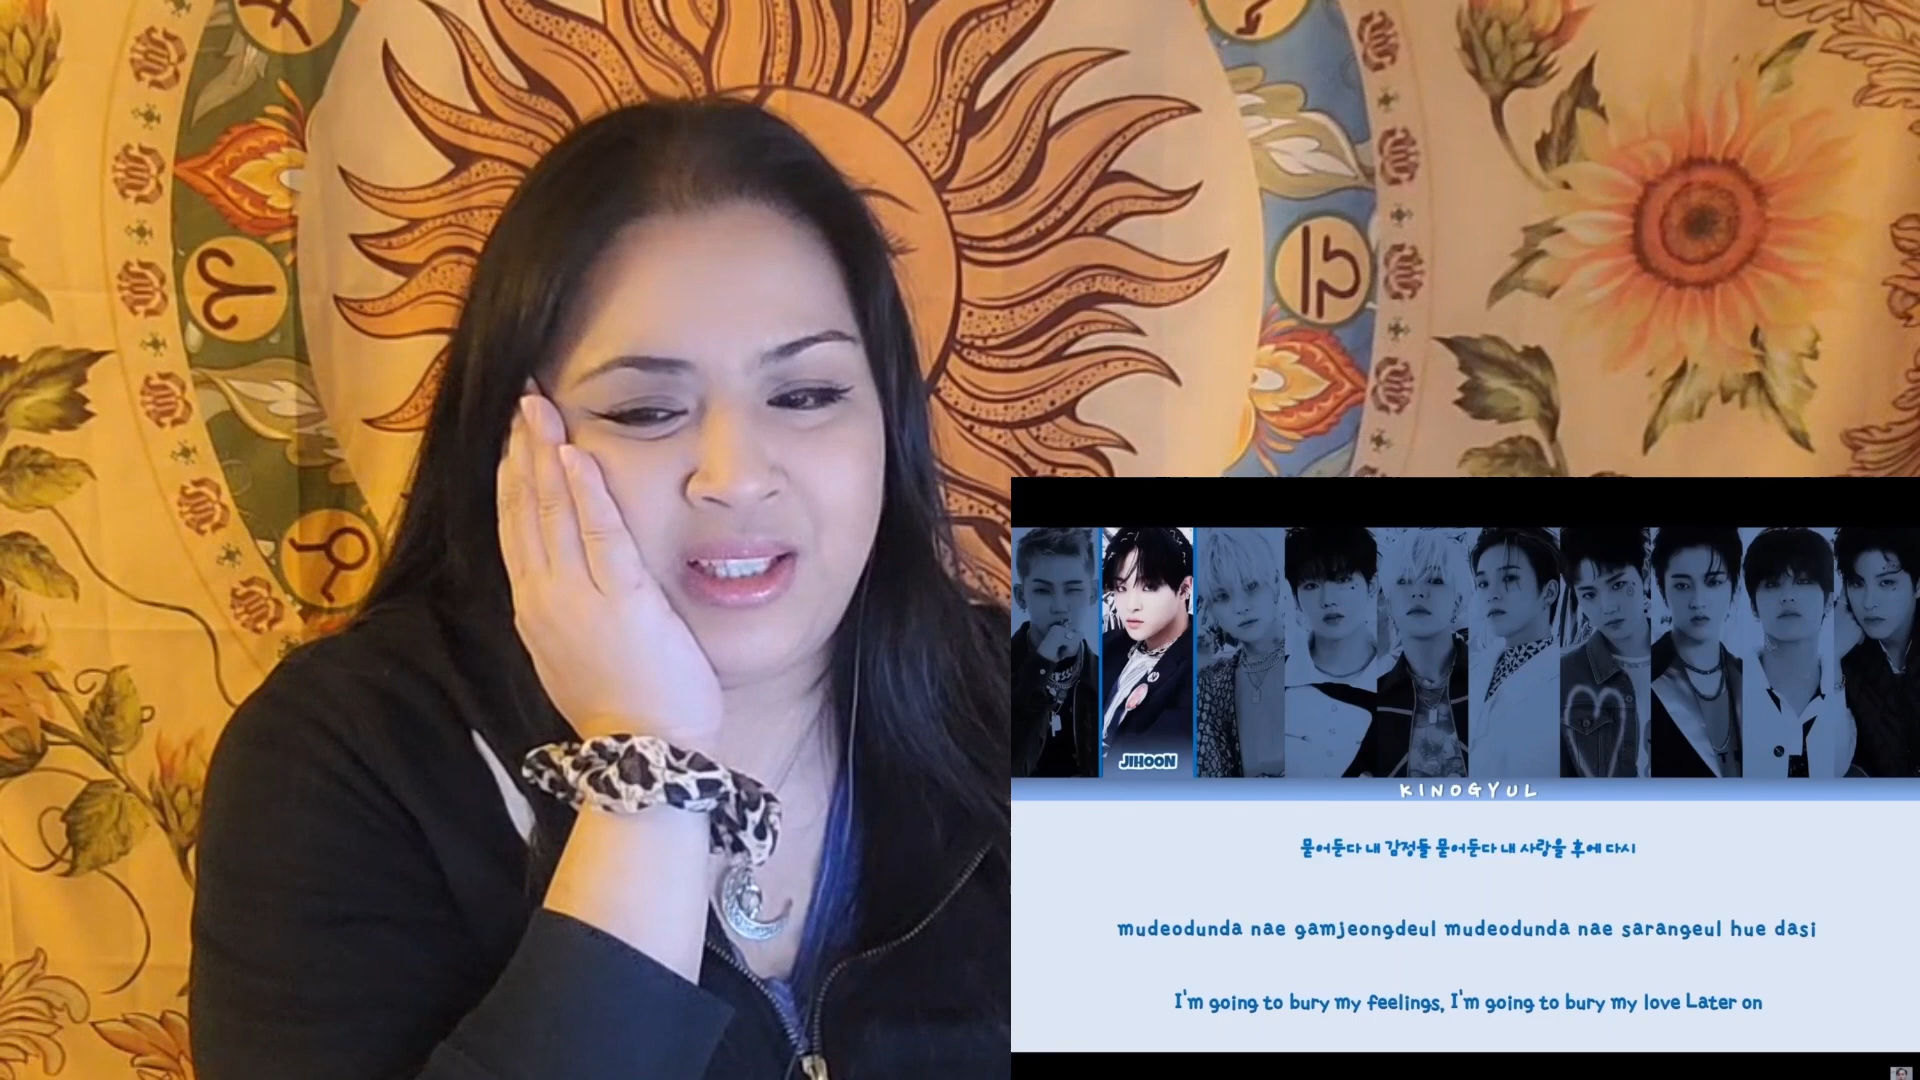 JIHOON
KINOGYUL
묻어둔다 내 감정들 묻어둔다 내 사랑을 후에 다시
mudeodunda nae gamjeongdeul mudeodunda nae sarangeul hue dasi
I'm going to bury my feelings, I'm going to bury my love Later on